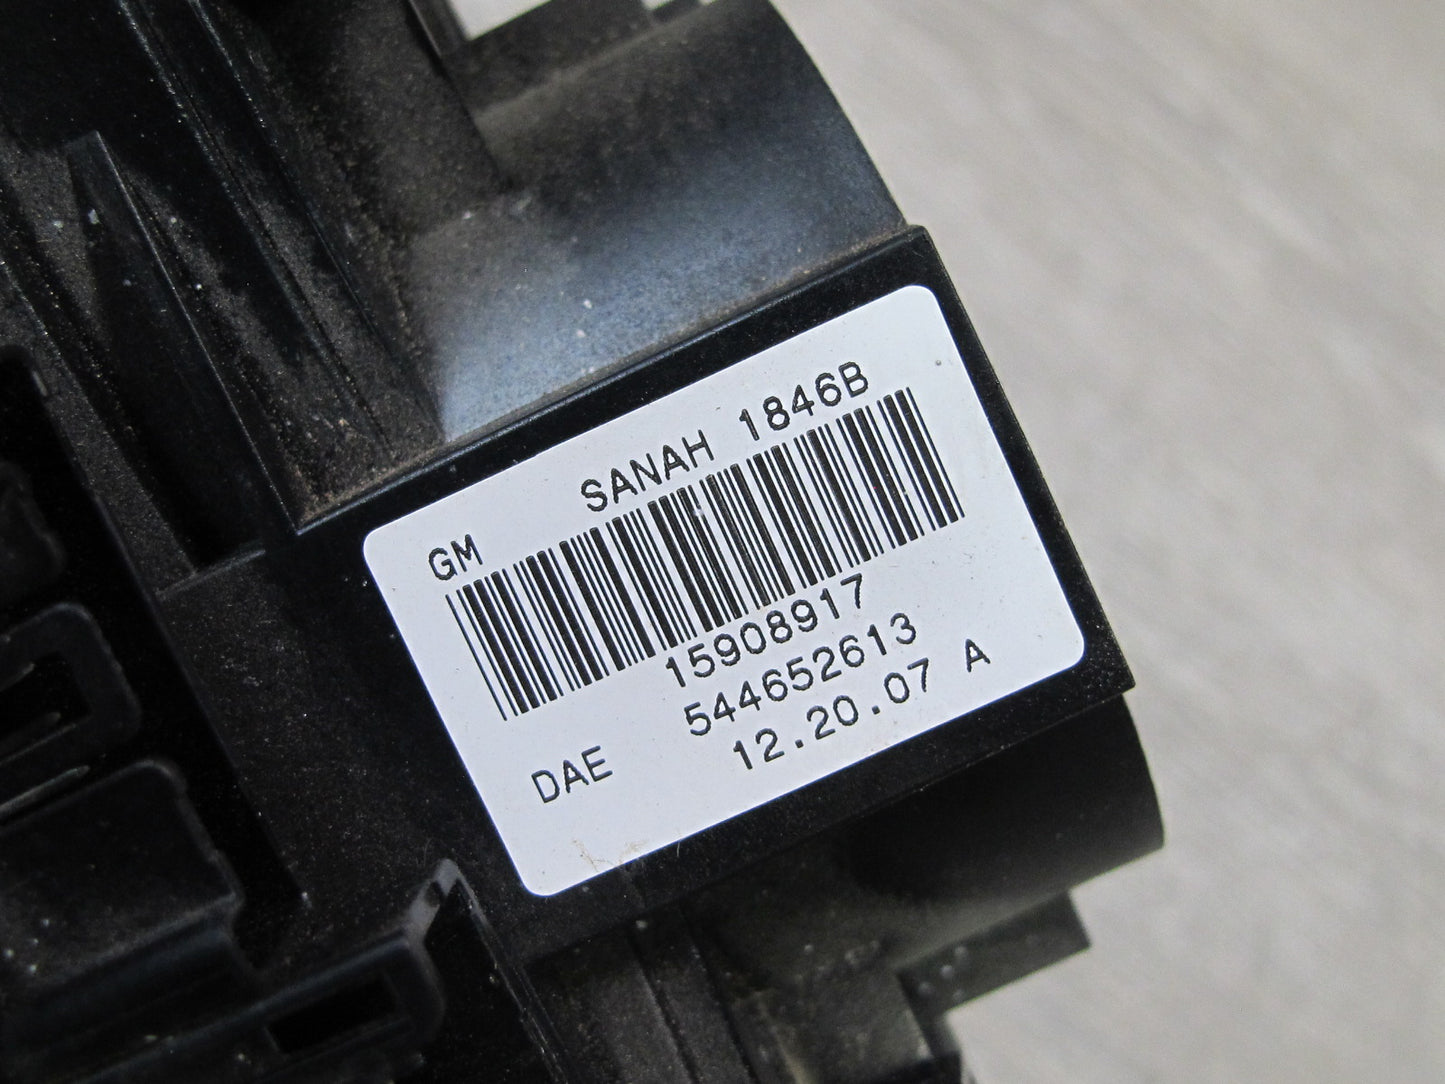 GM SANAH 1846B
15908917
544652613
DAE 12.20.07 A